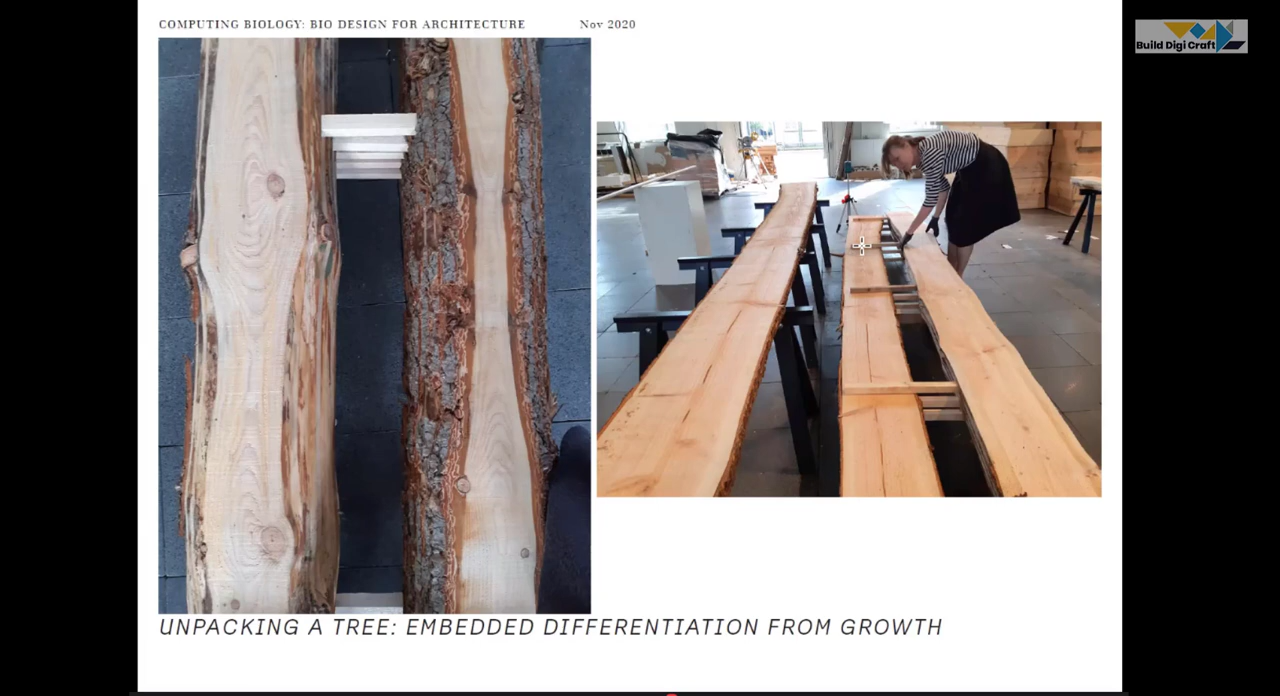 COMPUTING BIOLOGY: BIO DESIGN FOR ARCHITECTURE Nov 2020
Build Digi Craft
UNPACKING A TREE: EMBEDDED DIFFERENTIATION FROM GROWTH